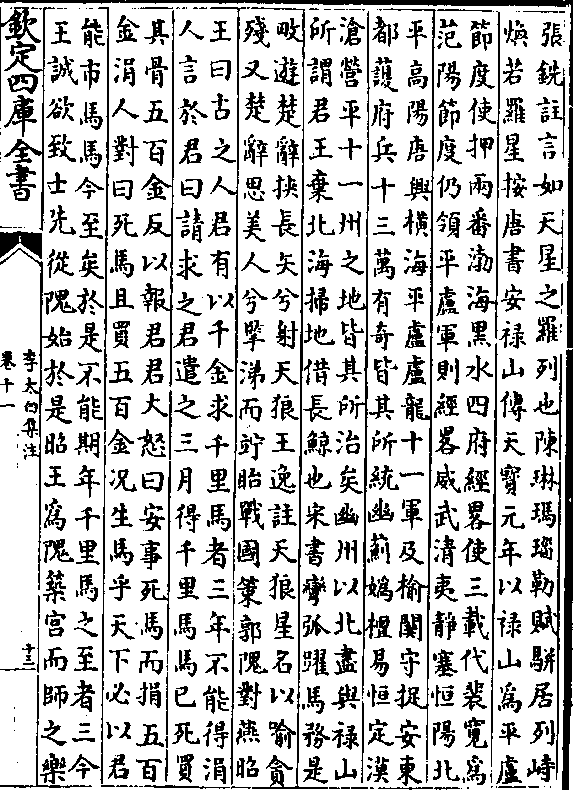 張銑註言如天星之羅列也陳琳瑪瑙勒賦駢居列峙
煥若羅星按唐書安禄山傳天寳元年以禄山為平盧
節度使押兩番渤海黑水四府經畧使三載代裴寛為
范陽節度仍領平盧軍則經畧威武清夷静塞恒陽北
平高陽唐興横海平盧盧龍十一軍及榆關守捉安東
都護府兵十三萬有奇皆其所統幽薊媯檀易恒定漠
滄營平十一州之地皆其所治矣幽州以北盡與禄山
所謂君王棄北海掃地借長鯨也宋書彎弧躍馬務是
畋遊楚辭挾長矢兮射天狼王逸註天狼星名以喻貪
殘又楚辭思美人兮擥涕而竚眙戰國策郭隗對燕昭
王曰古之人君有以千金求千里馬者三年不能得涓
人言於君曰請求之君遣之三月得千里馬馬已死買
其骨五百金反以報君君大怒曰安事死馬而捐五百
金涓人對曰死馬且買五百金況生馬乎天下必以君
能市馬馬今至矣於是不能期年千里馬之至者三今
王誠欲致士先從隗始於是昭王為隗築宫而師之樂
欽定四庫全書
李太白集注
卷十一
十三